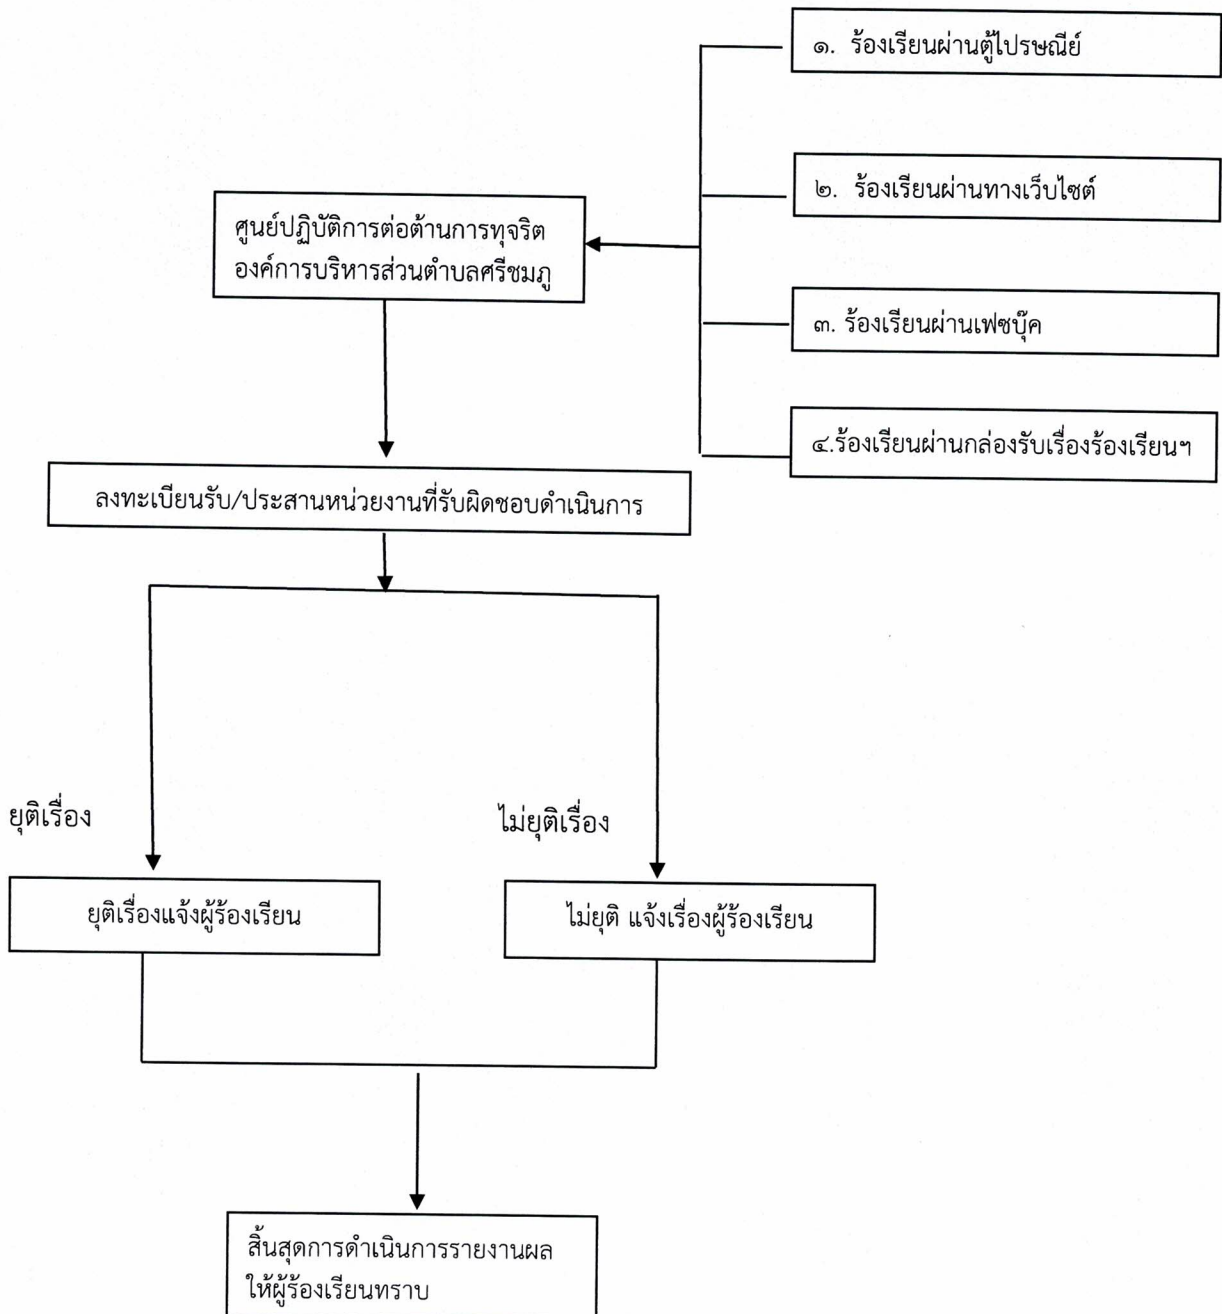 ๑. ร้องเรียนผ่านตู้ไปรษณีย์
๒. ร้องเรียนผ่านทางเว็บไซต์
ศูนย์ปฏิบัติการต่อต้านการทุจริต
องค์การบริหารส่วนตำบลศรีชมภู
๓. ร้องเรียนผ่านเฟซบุ๊ค
๔.ร้องเรียนผ่านกล่องรับเรื่องร้องเรียนฯ
ลงทะเบียนรับ/ประสานหน่วยงานที่รับผิดชอบดำเนินการ
ยุติเรื่อง
ไม่ยุติเรื่อง
ยุติเรื่องแจ้งผู้ร้องเรียน
ไม่ยุติ แจ้งเรื่องผู้ร้องเรียน
สิ้นสุดการดำเนินการรายงานผล
ให้ผู้ร้องเรียนทราบ